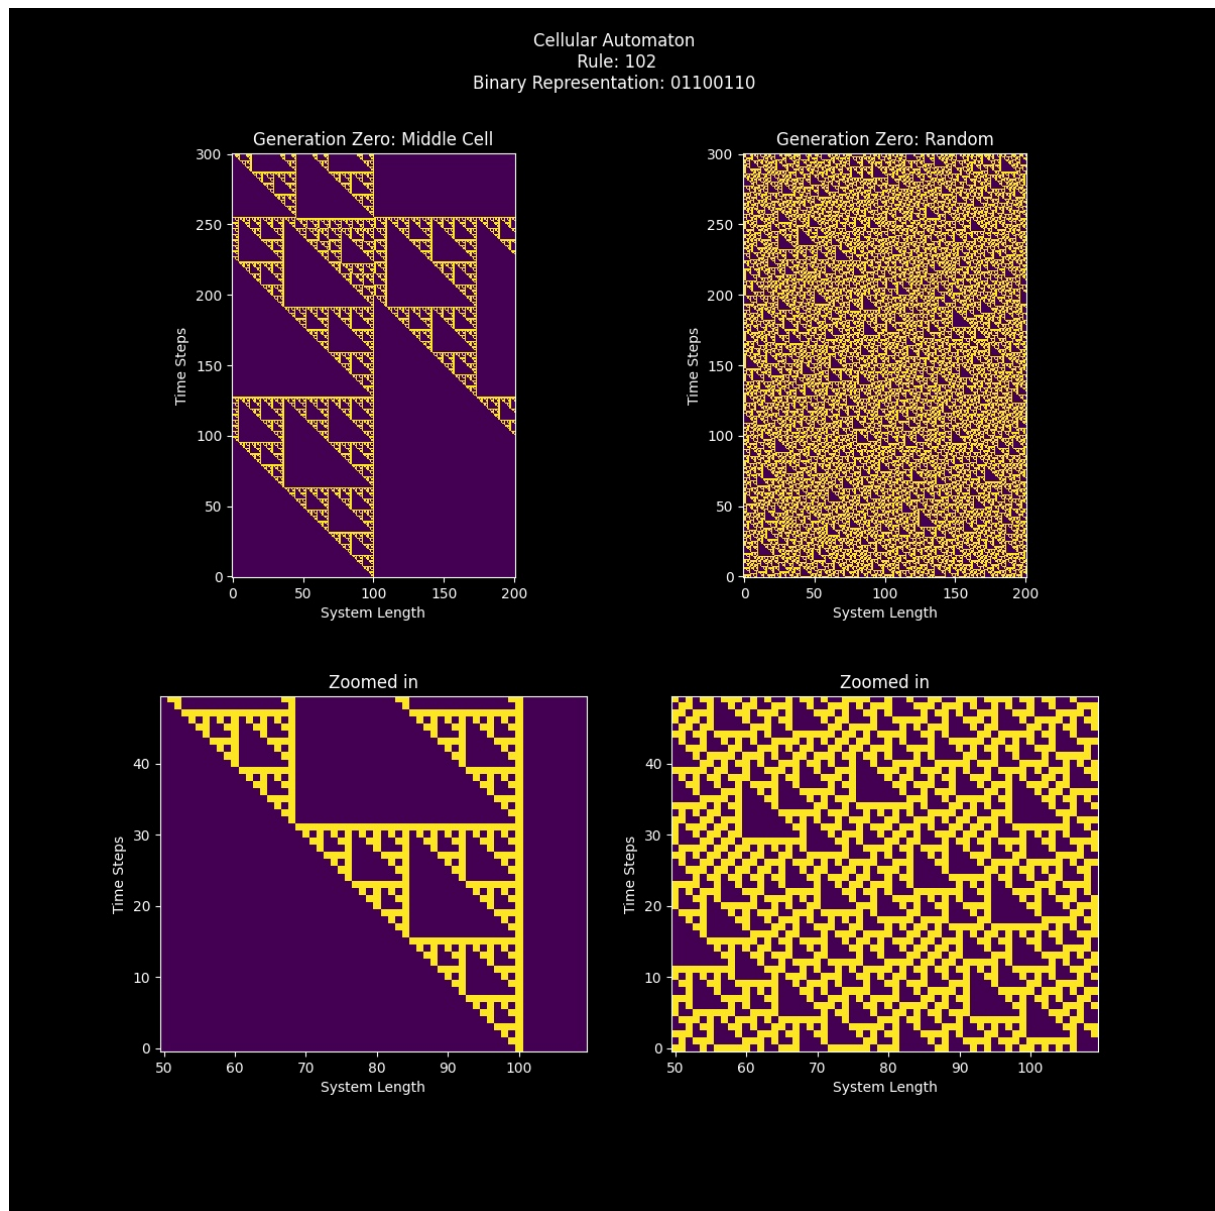 Cellular Automaton
Rule: 102
Binary Representation: 01100110
Generation Zero: Middle Cell
300
250
200
150
100
50
0
Time Steps
0 50 100 150 200
System Length
Generation Zero: Random
300
250
200
150
100
50
0
Time Steps
0 50 100 150 200
System Length
Zoomed in
40
30
20
10
0
Time Steps
50 60 70 80 90 100
System Length
Zoomed in
40
30
20
10
0
Time Steps
50 60 70 80 90 100
System Length